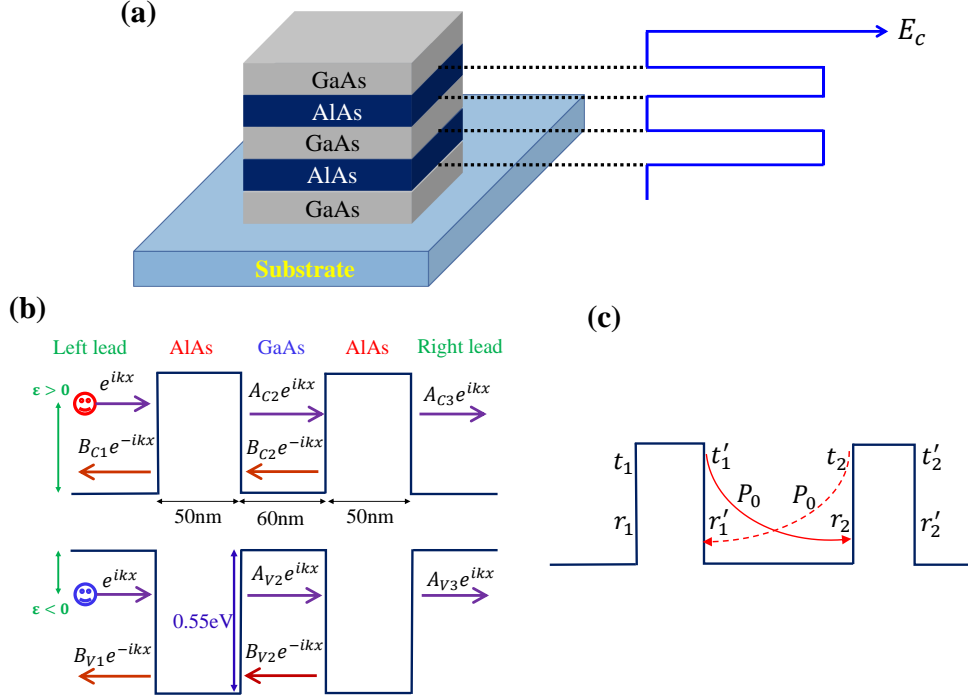 (a)
E_c
GaAs
AlAs
GaAs
AlAs
GaAs
Substrate
(b)
Left lead AlAs GaAs AlAs Right lead
ε > 0
e^{ikx} A_{C2}e^{ikx} A_{C3}e^{ikx}
B_{C1}e^{-ikx} B_{C2}e^{-ikx}
50nm 60nm 50nm
ε < 0
e^{ikx} A_{V2}e^{ikx} A_{V3}e^{ikx}
0.55eV
B_{V1}e^{-ikx} B_{V2}e^{-ikx}
(c)
t_1 t_1′ t_2 t_2′
P_0 P_0
r_1 r_1′ r_2 r_2′